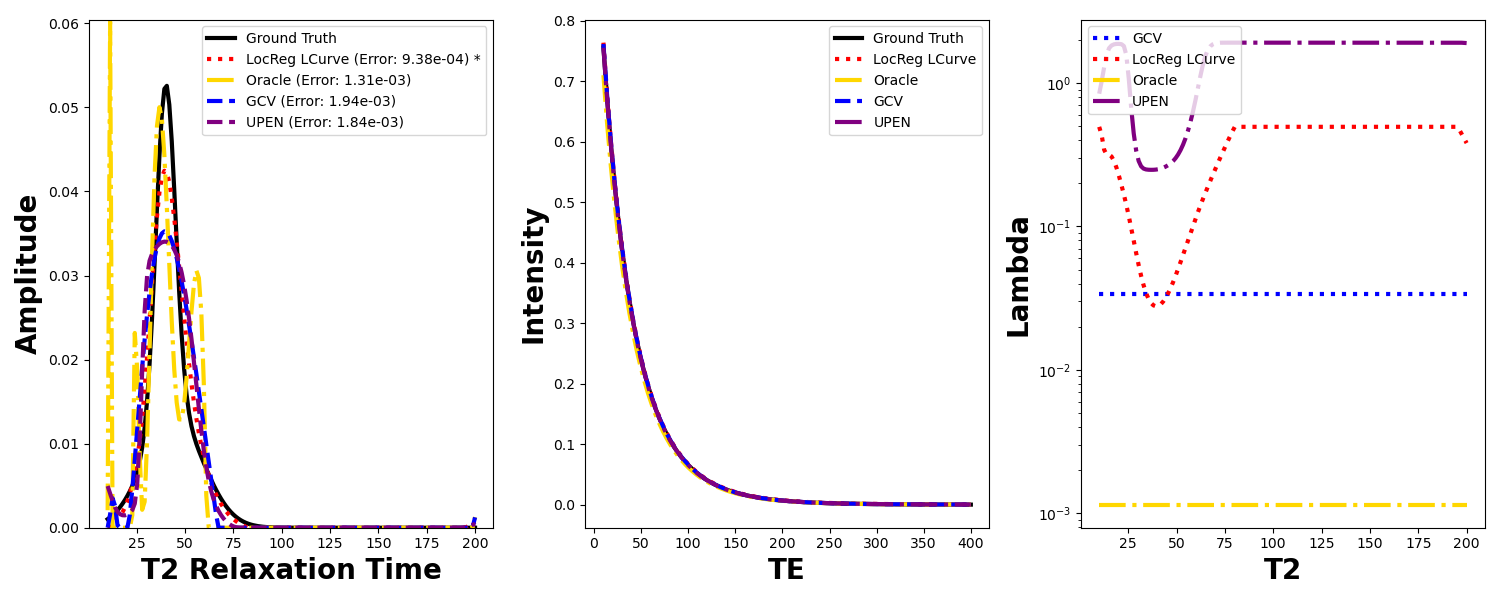 Amplitude
0.06
0.05
0.04
0.03
0.02
0.01
0.00
Ground Truth
LocReg LCurve (Error: 9.38e-04) *
Oracle (Error: 1.31e-03)
GCV (Error: 1.94e-03)
UPEN (Error: 1.84e-03)
25 50 75 100 125 150 175 200
T2 Relaxation Time
Intensity
0.8
0.7
0.6
0.5
0.4
0.3
0.2
0.1
0.0
Ground Truth
LocReg LCurve
Oracle
GCV
UPEN
0 50 100 150 200 250 300 350 400
TE
Lambda
10⁰
10⁻¹
10⁻²
10⁻³
GCV
LocReg LCurve
Oracle
UPEN
25 50 75 100 125 150 175 200
T2